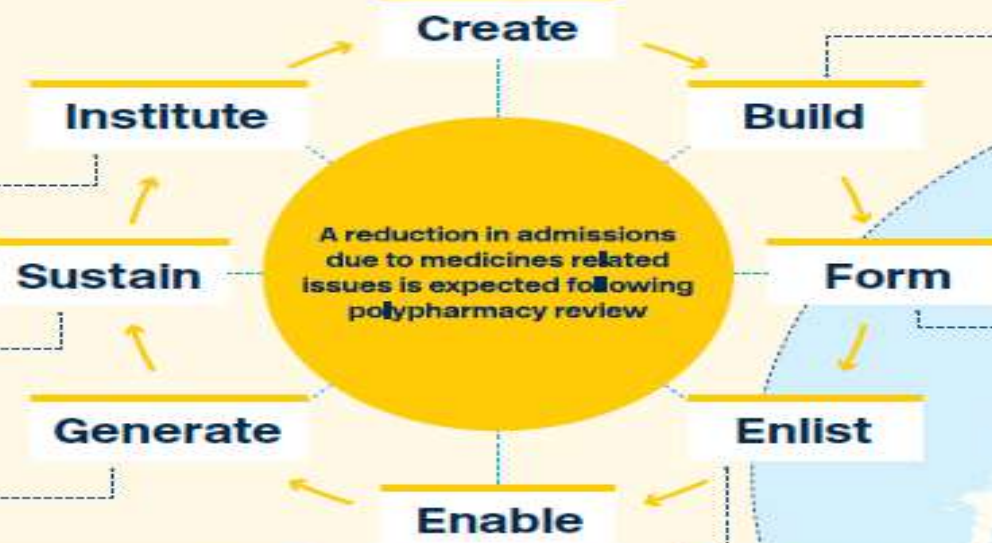 Create
Institute
Build
A reduction in admissions
due to medicines related
issues is expected following
polypharmacy review
Sustain
Form
Generate
Enlist
Enable